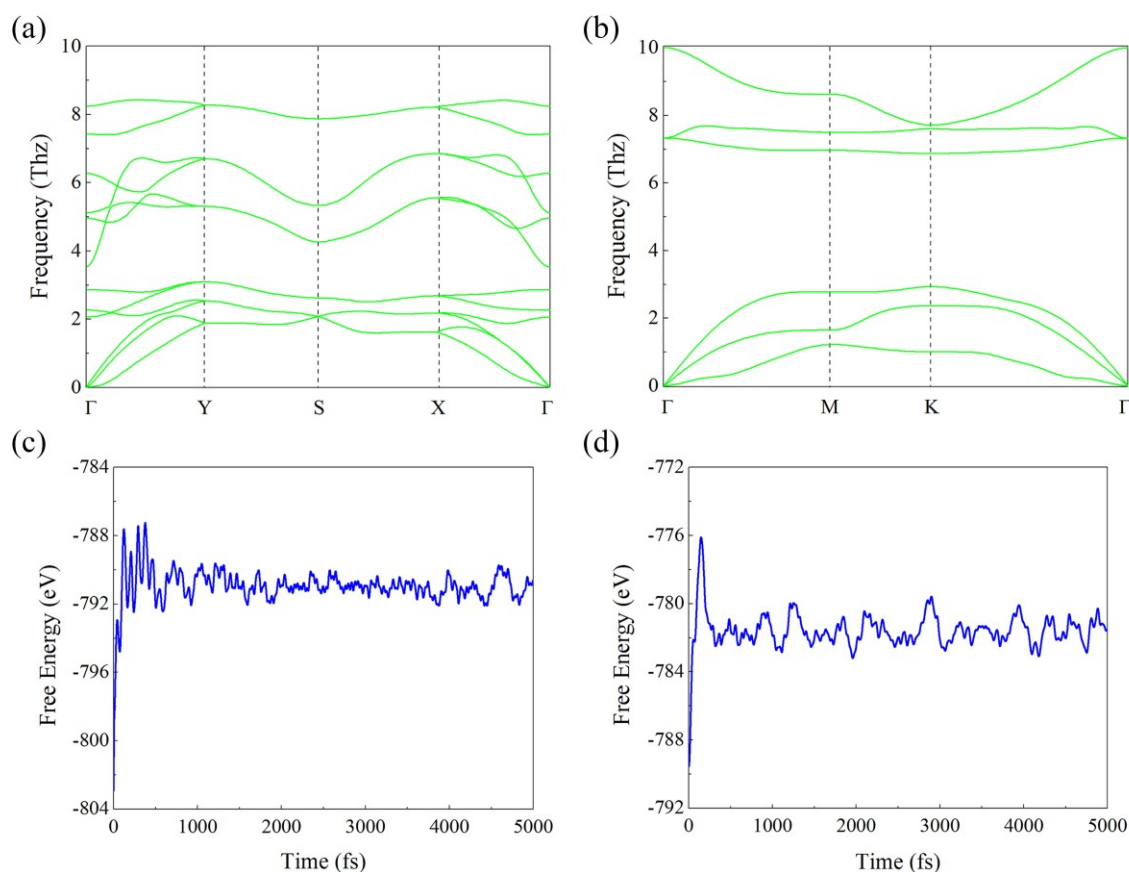 (a)
10
8
6
4
2
0
Frequency (Thz)
Γ Y S X Γ
(b)
10
8
6
4
2
0
Frequency (Thz)
Γ M K Γ
(c)
-784
-788
-792
-796
-800
-804
Free Energy (eV)
0 1000 2000 3000 4000 5000
Time (fs)
(d)
-772
-776
-780
-784
-788
-792
Free Energy (eV)
0 1000 2000 3000 4000 5000
Time (fs)